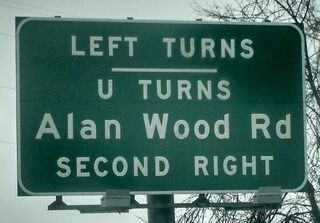 LEFT TURNS
U TURNS
Alan Wood Rd
SECOND RIGHT